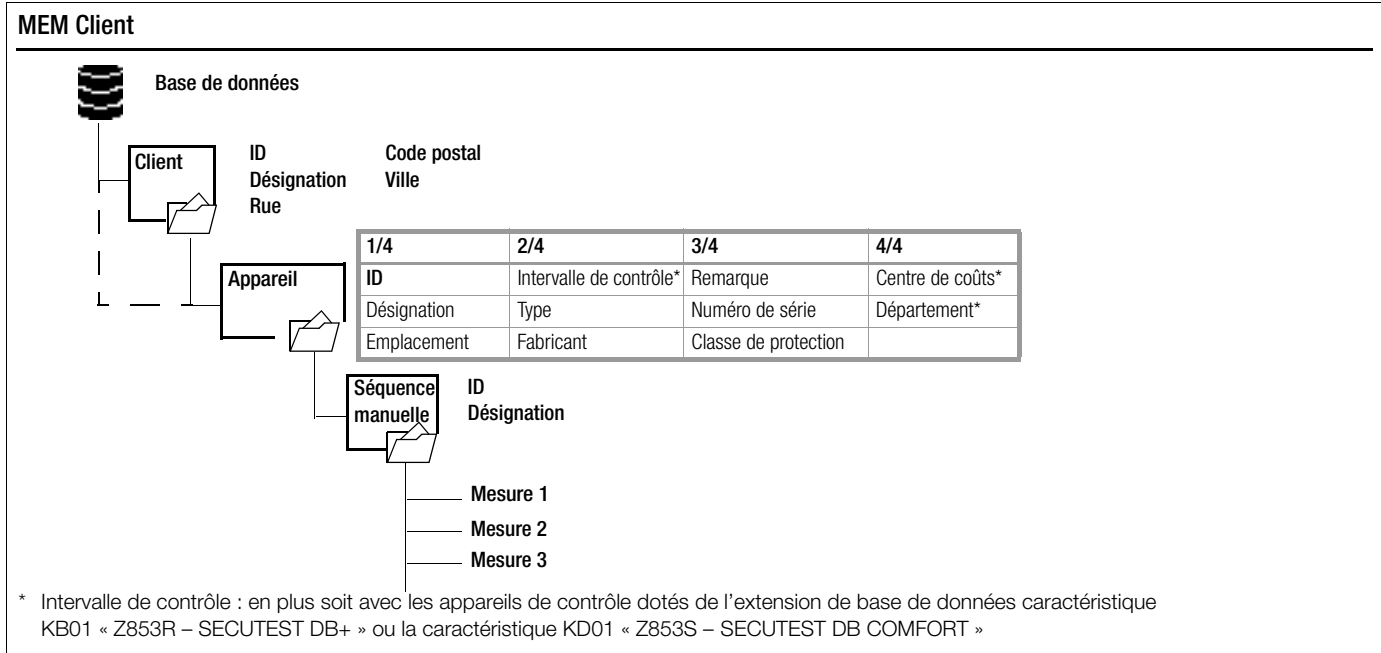 MEM Client
Base de données
Client
ID Code postal
Désignation Ville
Rue
1/4 2/4 3/4 4/4
Appareil
ID Intervalle de contrôle* Remarque Centre de coûts*
Désignation Type Numéro de série Département*
Emplacement Fabricant Classe de protection
Séquence manuelle
ID
Désignation
Mesure 1
Mesure 2
Mesure 3
* Intervalle de contrôle : en plus soit avec les appareils de contrôle dotés de l’extension de base de données caractéristique
KB01 « Z853R – SECUTEST DB+ » ou la caractéristique KD01 « Z853S – SECUTEST DB COMFORT »